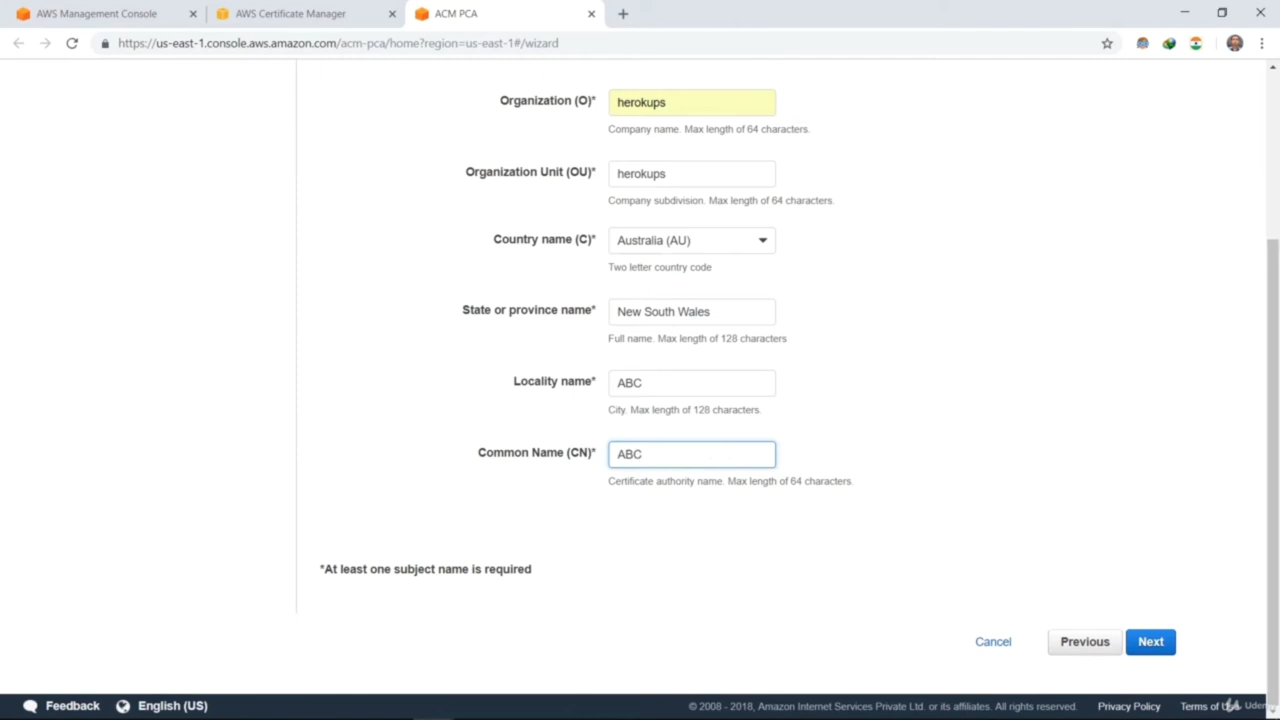 AWS Management Console
AWS Certificate Manager
ACM PCA
https://us-east-1.console.aws.amazon.com/acm-pca/home?region=us-east-1#/wizard
Organization (O)*
herokups
Company name. Max length of 64 characters.
Organization Unit (OU)*
herokups
Company subdivision. Max length of 64 characters.
Country name (C)*
Australia (AU)
Two letter country code
State or province name*
New South Wales
Full name. Max length of 128 characters
Locality name*
ABC
City. Max length of 128 characters.
Common Name (CN)*
ABC
Certificate authority name. Max length of 64 characters.
*At least one subject name is required
Cancel
Previous
Next
Feedback
English (US)
© 2008 - 2018, Amazon Internet Services Private Ltd. or its affiliates. All rights reserved.
Privacy Policy
Terms of